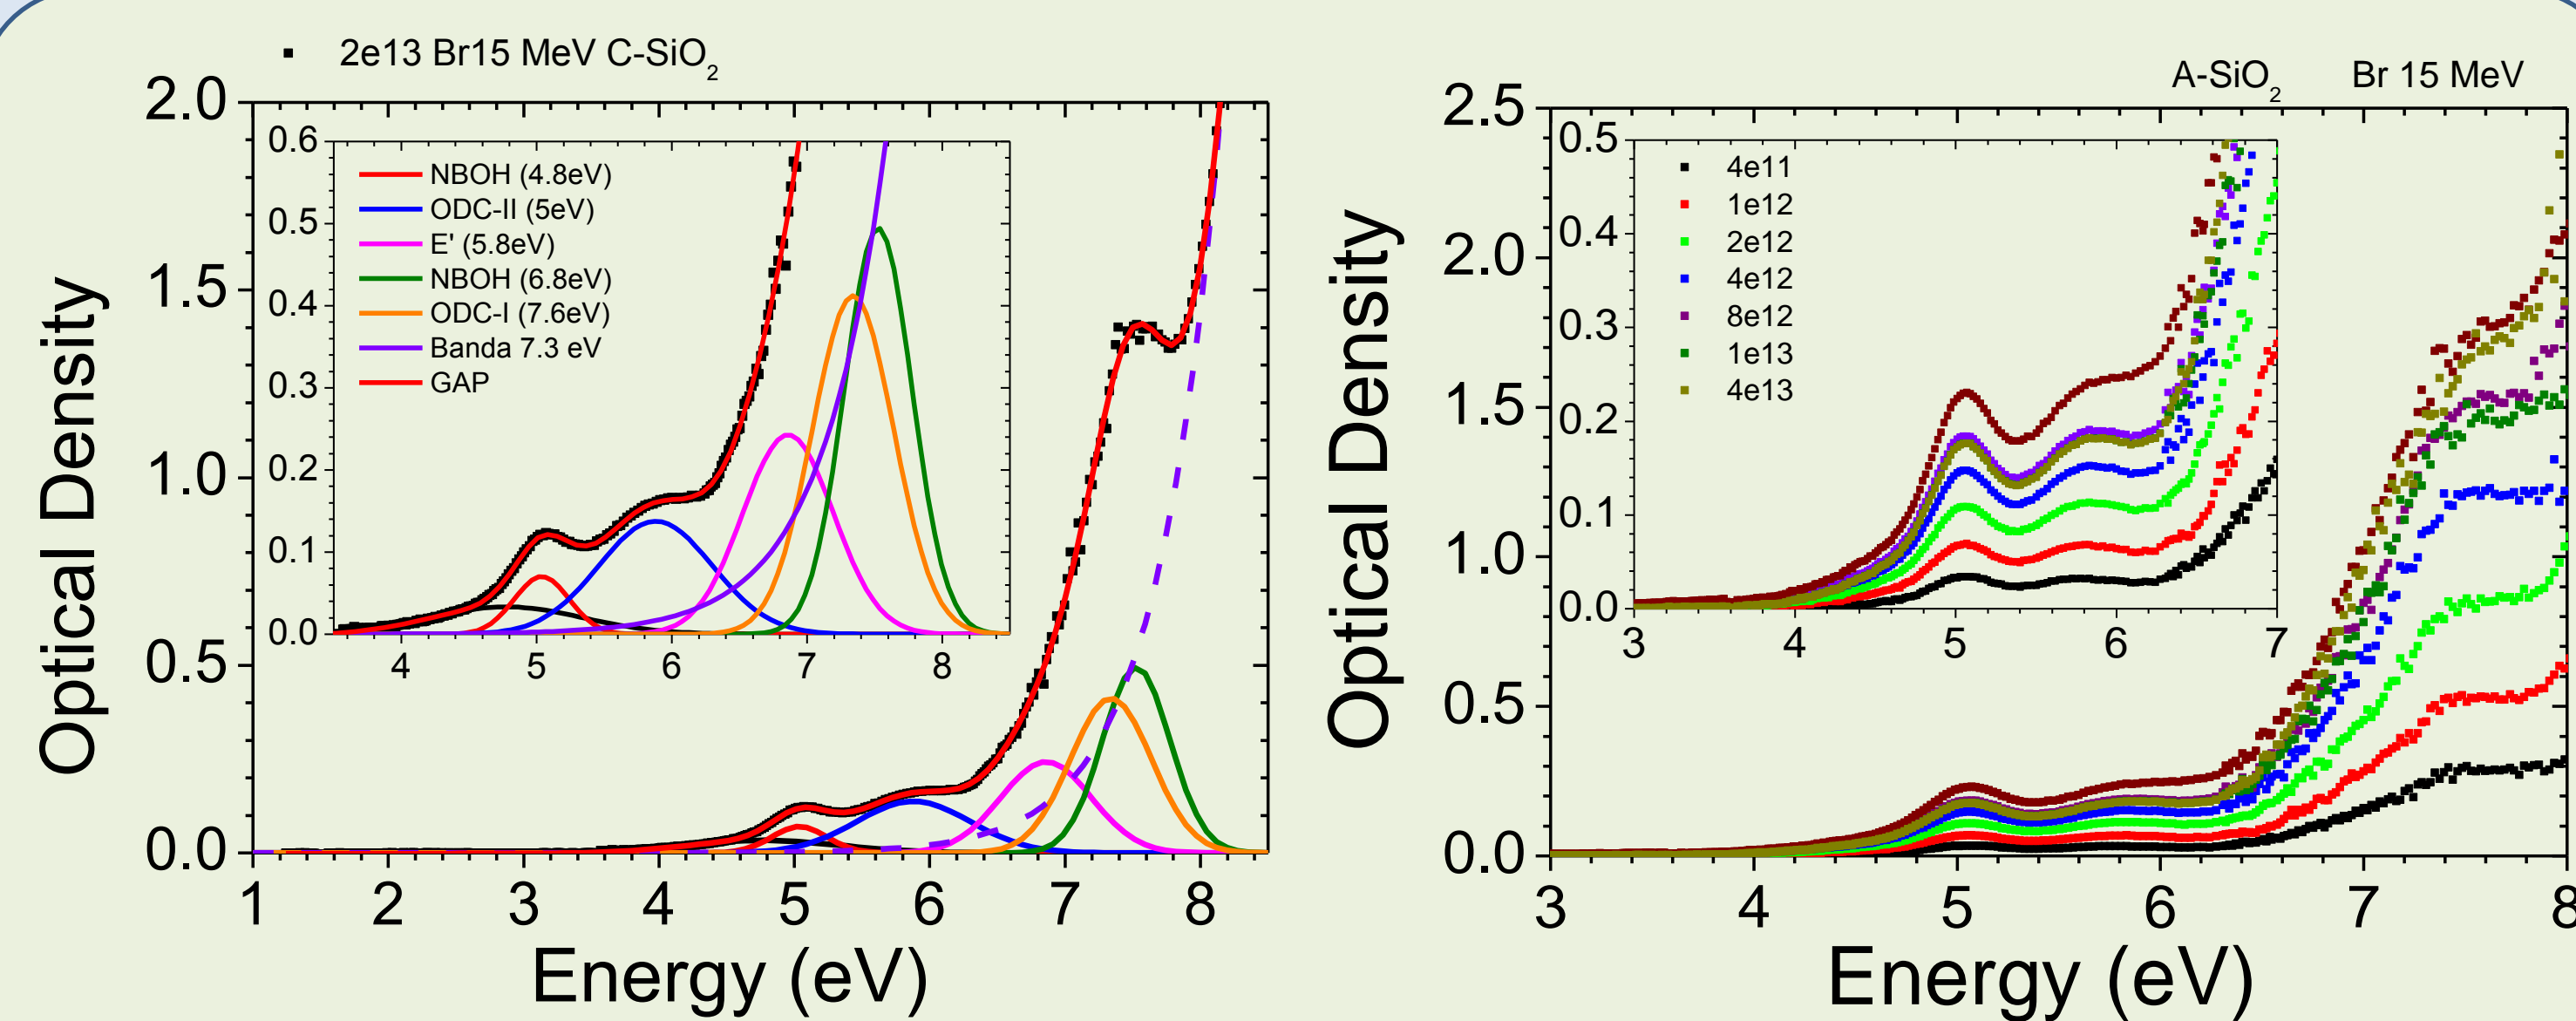 2e13 Br15 MeV C-SiO2
Optical Density
2.0
1.5
1.0
0.5
0.0
0.6
0.5
0.4
0.3
0.2
0.1
0.0
NBOH (4.8eV)
ODC-II (5eV)
E' (5.8eV)
NBOH (6.8eV)
ODC-I (7.6eV)
Banda 7.3 eV
GAP
4 5 6 7 8
1 2 3 4 5 6 7 8
Energy (eV)
A-SiO2 Br 15 MeV
Optical Density
2.5
2.0
1.5
1.0
0.5
0.0
0.5
0.4
0.3
0.2
0.1
0.0
4e11
1e12
2e12
4e12
8e12
1e13
4e13
3 4 5 6 7
3 4 5 6 7 8
Energy (eV)